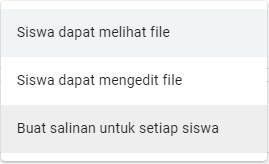 Siswa dapat melihat file
Siswa dapat mengedit file
Buat salinan untuk setiap siswa